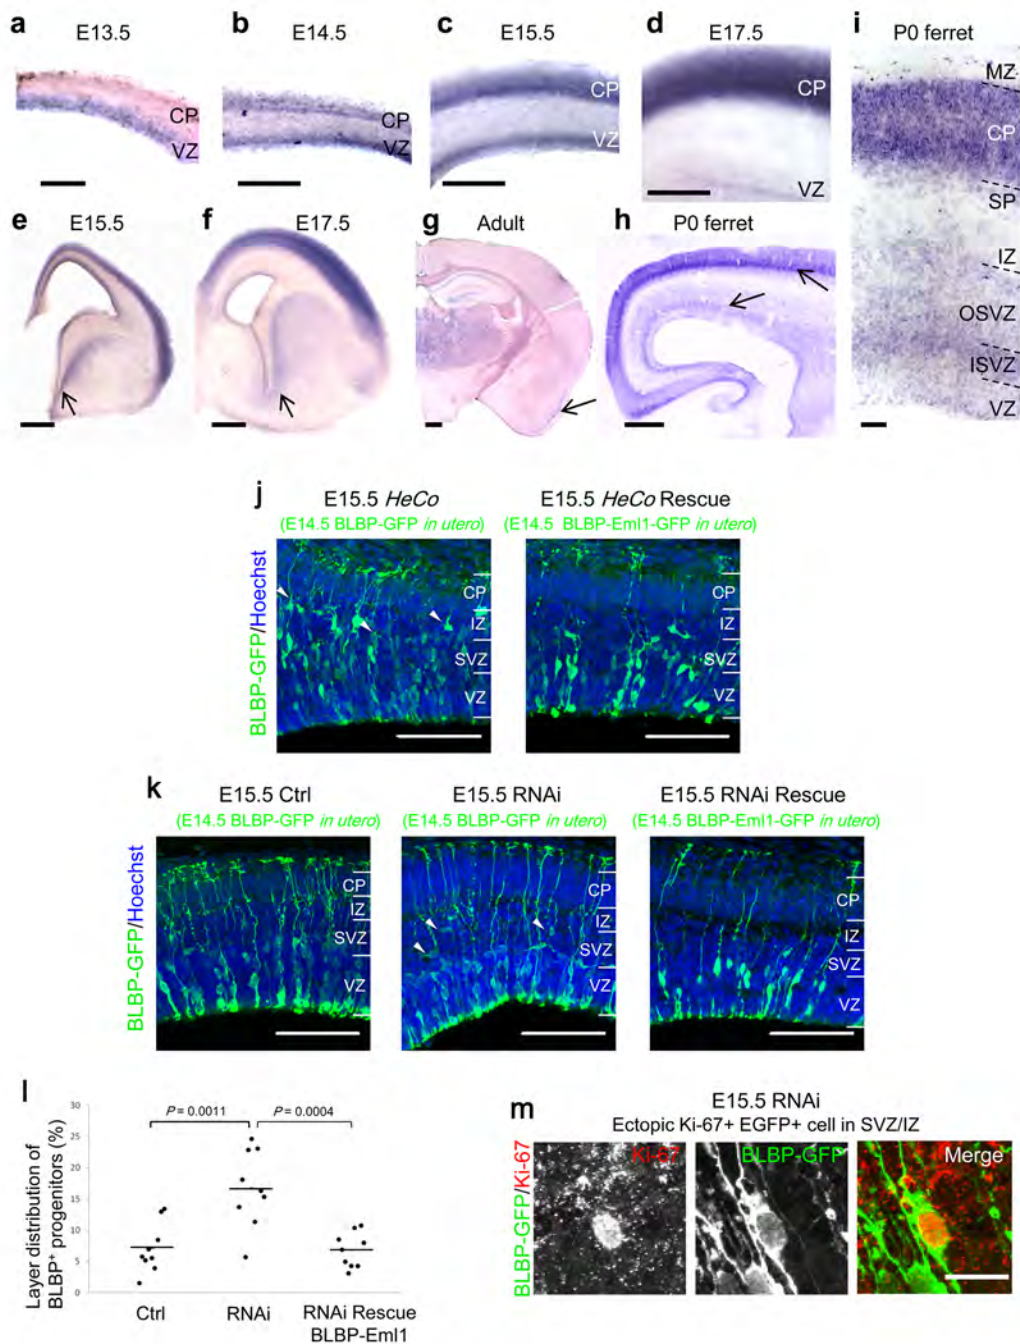 a
E13.5
CP
VZ
b
E14.5
CP
VZ
c
E15.5
CP
VZ
d
E17.5
CP
VZ
i
P0 ferret
MZ
CP
SP
IZ
OSVZ
ISVZ
VZ
e
E15.5
f
E17.5
g
Adult
h
P0 ferret
j
E15.5 HeCo
(E14.5 BLBP-GFP in utero)
E15.5 HeCo Rescue
(E14.5 BLBP-Eml1-GFP in utero)
BLBP-GFP/Hoechst
CP
IZ
SVZ
VZ
CP
IZ
SVZ
VZ
k
E15.5 Ctrl
(E14.5 BLBP-GFP in utero)
E15.5 RNAi
(E14.5 BLBP-GFP in utero)
E15.5 RNAi Rescue
(E14.5 BLBP-Eml1-GFP in utero)
BLBP-GFP/Hoechst
CP
IZ
SVZ
VZ
CP
IZ
SVZ
VZ
CP
IZ
SVZ
VZ
l
Layer distribution of
BLBP+ progenitors (%)
30
25
20
15
10
5
0
P = 0.0011
P = 0.0004
Ctrl
RNAi
RNAi Rescue
BLBP-Eml1
m
E15.5 RNAi
Ectopic Ki-67+ EGFP+ cell in SVZ/IZ
BLBP-GFP/Ki-67
Ki-67
BLBP-GFP
Merge